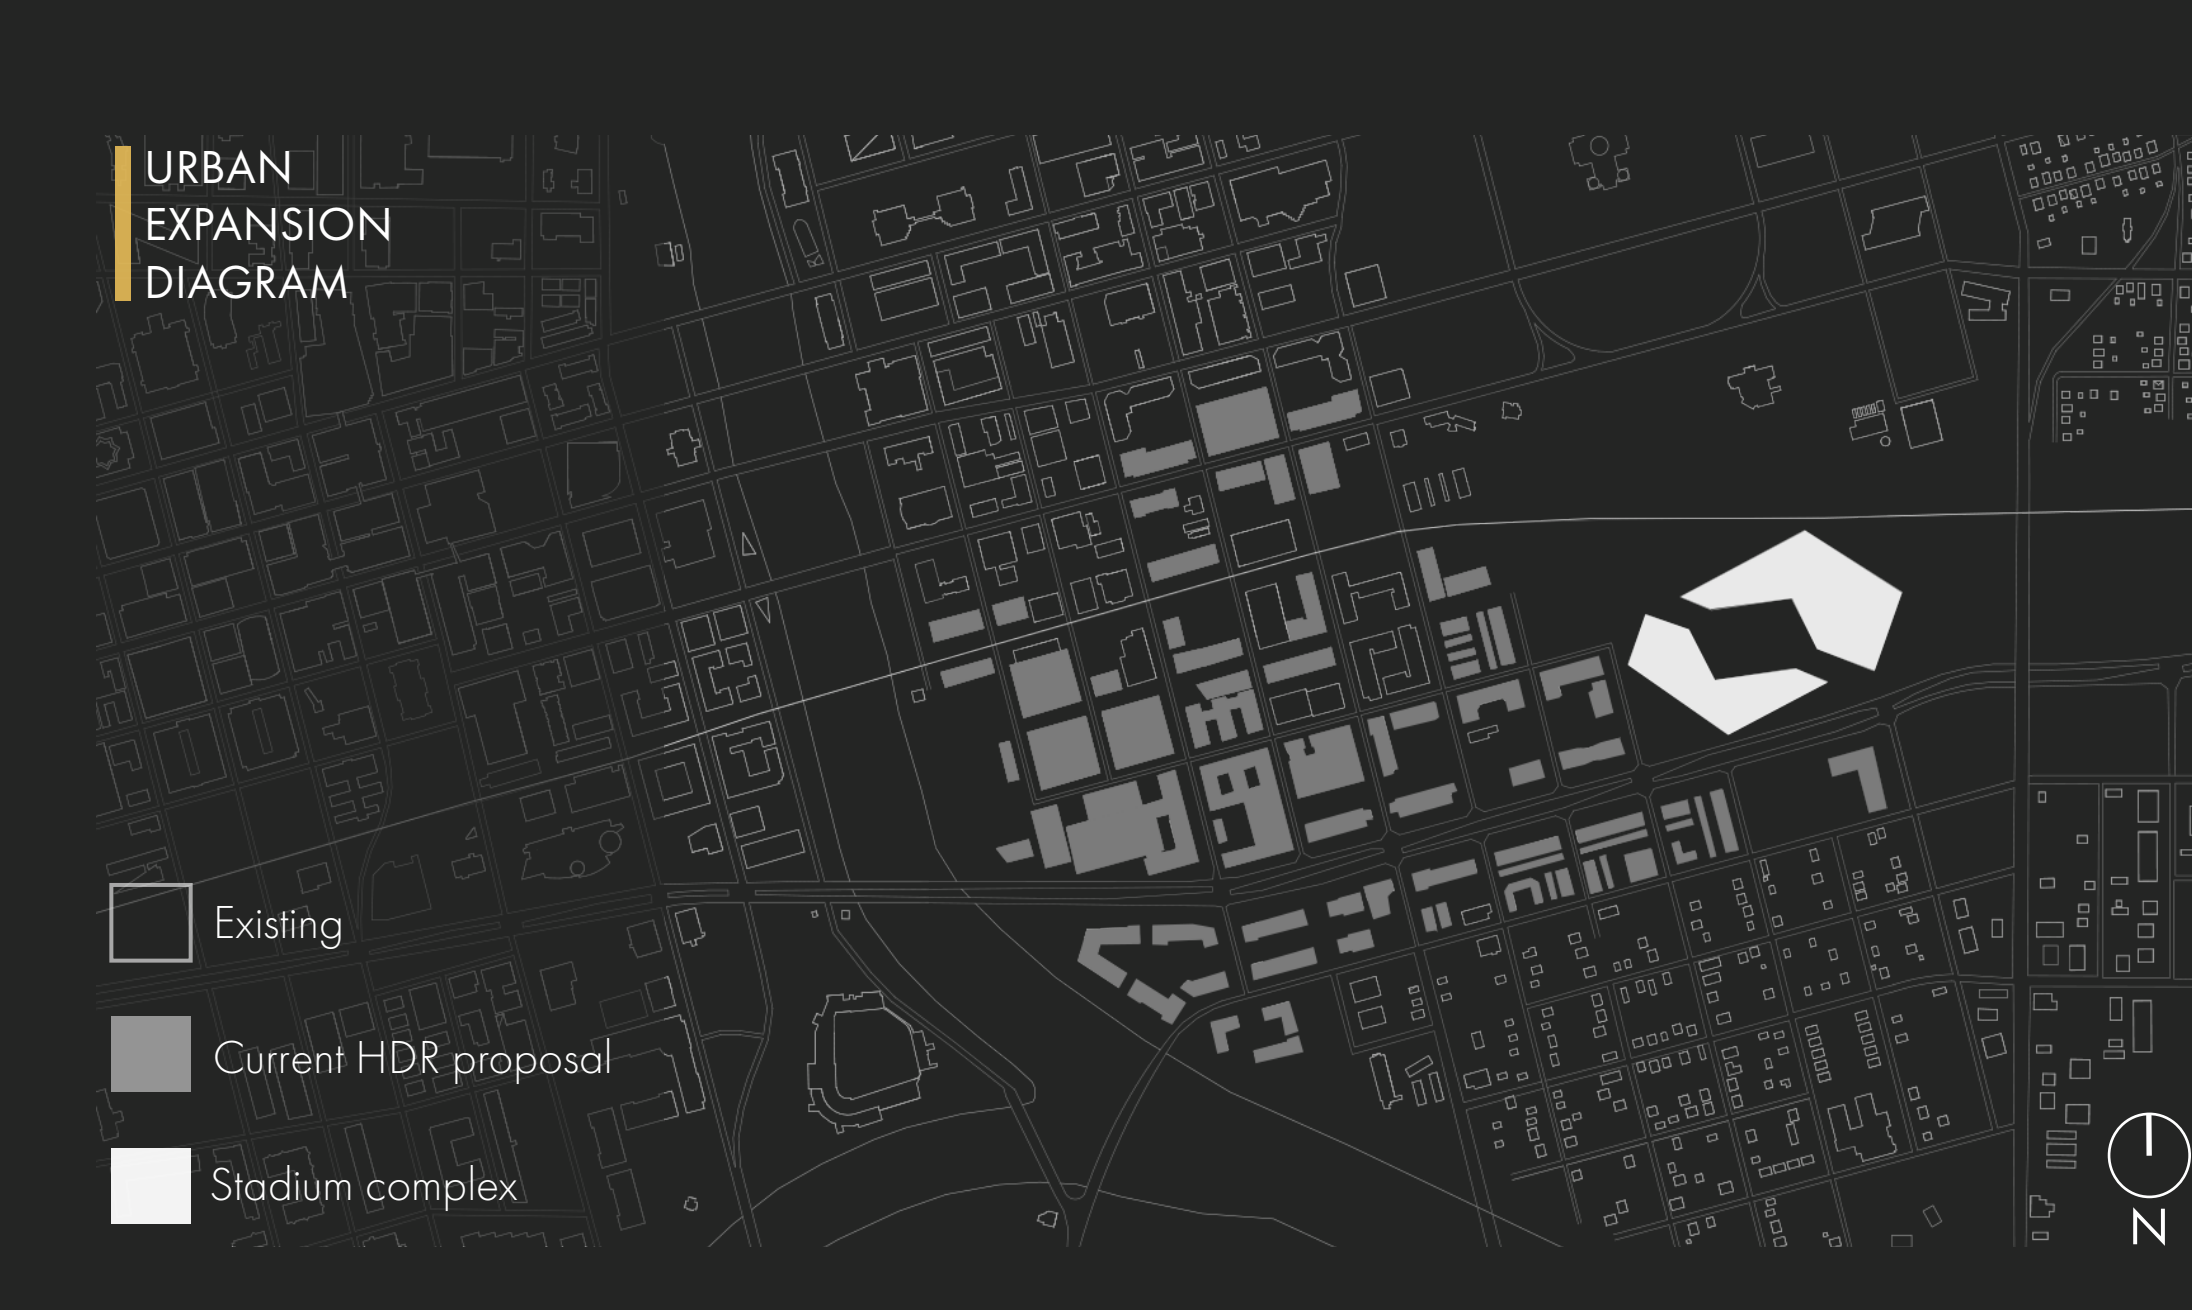 URBAN
EXPANSION
DIAGRAM
Existing
Current HDR proposal
Stadium complex
N